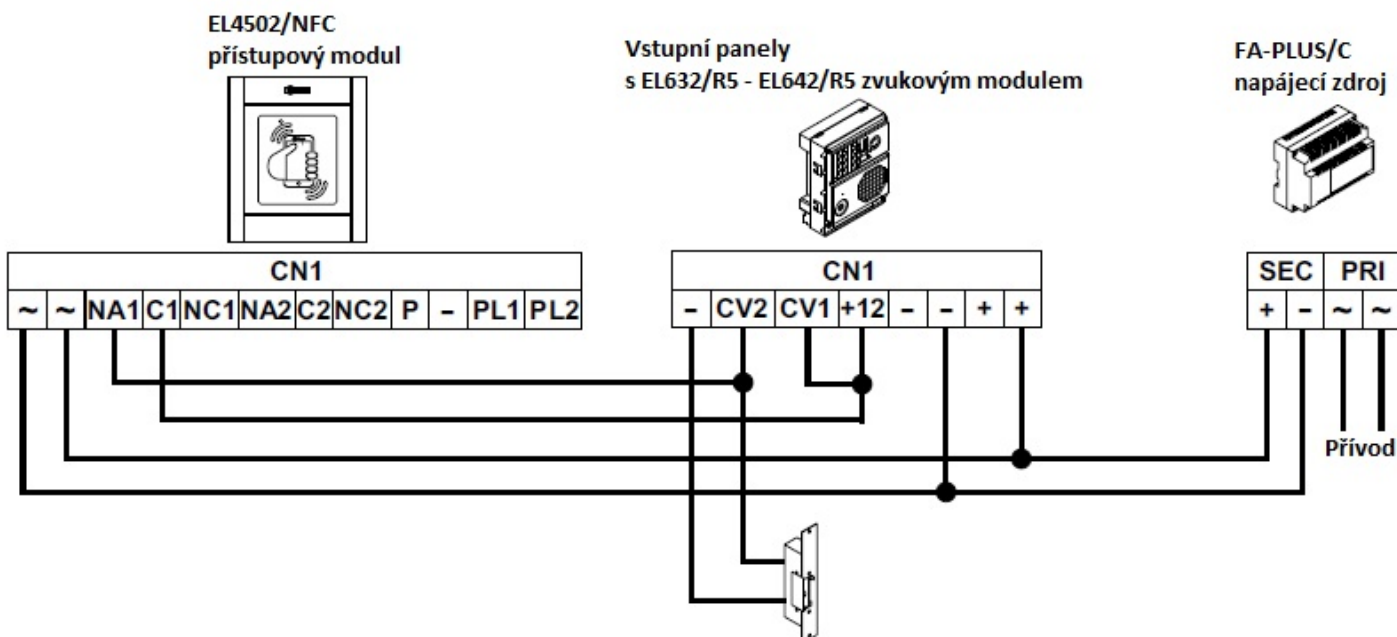 EL4502/NFC
přístupový modul
Vstupní panely
s EL632/R5 - EL642/R5 zvukovým modulem
FA-PLUS/C
napájecí zdroj
CN1
~ ~ NA1 C1 NC1 NA2 C2 NC2 P - PL1 PL2
CN1
- CV2 CV1 +12 - - + +
SEC PRI
+ - ~ ~
Přívod